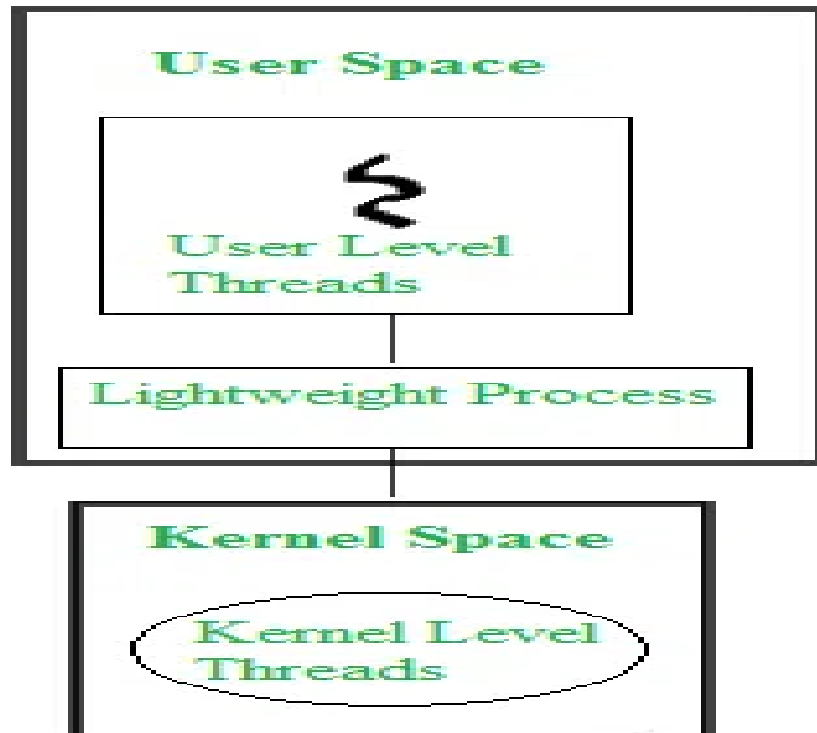 User Space
User Level
Threads
Lightweight Process
Kernel Space
Kernel Level
Threads